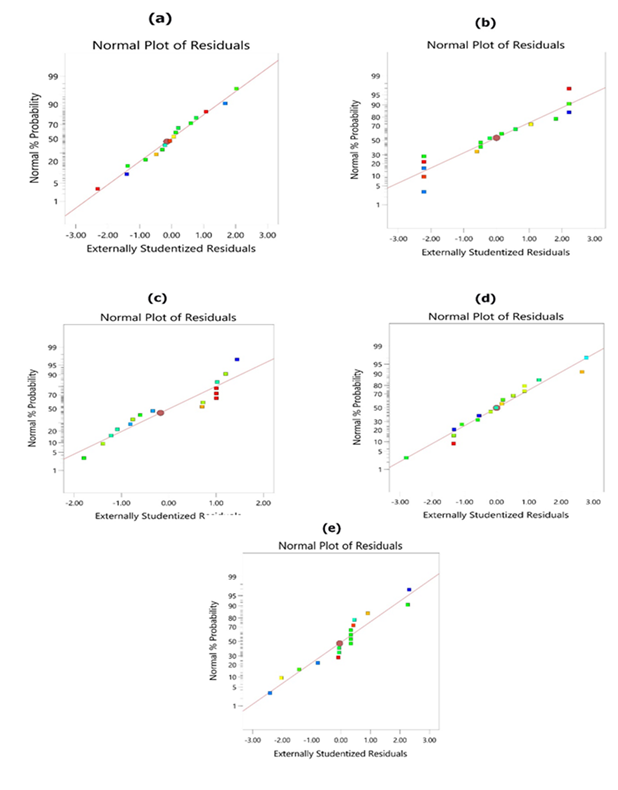 (a)
Normal Plot of Residuals
Normal % Probability
99
90
70
50
20
5
1
-3.00 -2.00 -1.00 0.00 1.00 2.00 3.00
Externally Studentized Residuals
(b)
Normal Plot of Residuals
Normal % Probability
99
95
90
80
70
50
30
20
10
5
1
-3.00 -2.00 -1.00 0.00 1.00 2.00 3.00
Externally Studentized Residuals
(c)
Normal Plot of Residuals
Normal % Probability
99
95
90
70
50
20
10
5
1
-2.00 -1.00 0.00 1.00 2.00
Externally Studentized
(d)
Normal Plot of Residuals
Normal % Probability
99
95
90
80
70
50
30
20
10
5
1
-3.00 -2.00 -1.00 0.00 1.00 2.00 3.00
Externally Studentized Residuals
(e)
Normal Plot of Residuals
Normal % Probability
99
95
90
80
70
50
30
20
10
5
1
-3.00 -2.00 -1.00 0.00 1.00 2.00 3.00
Externally Studentized Residuals